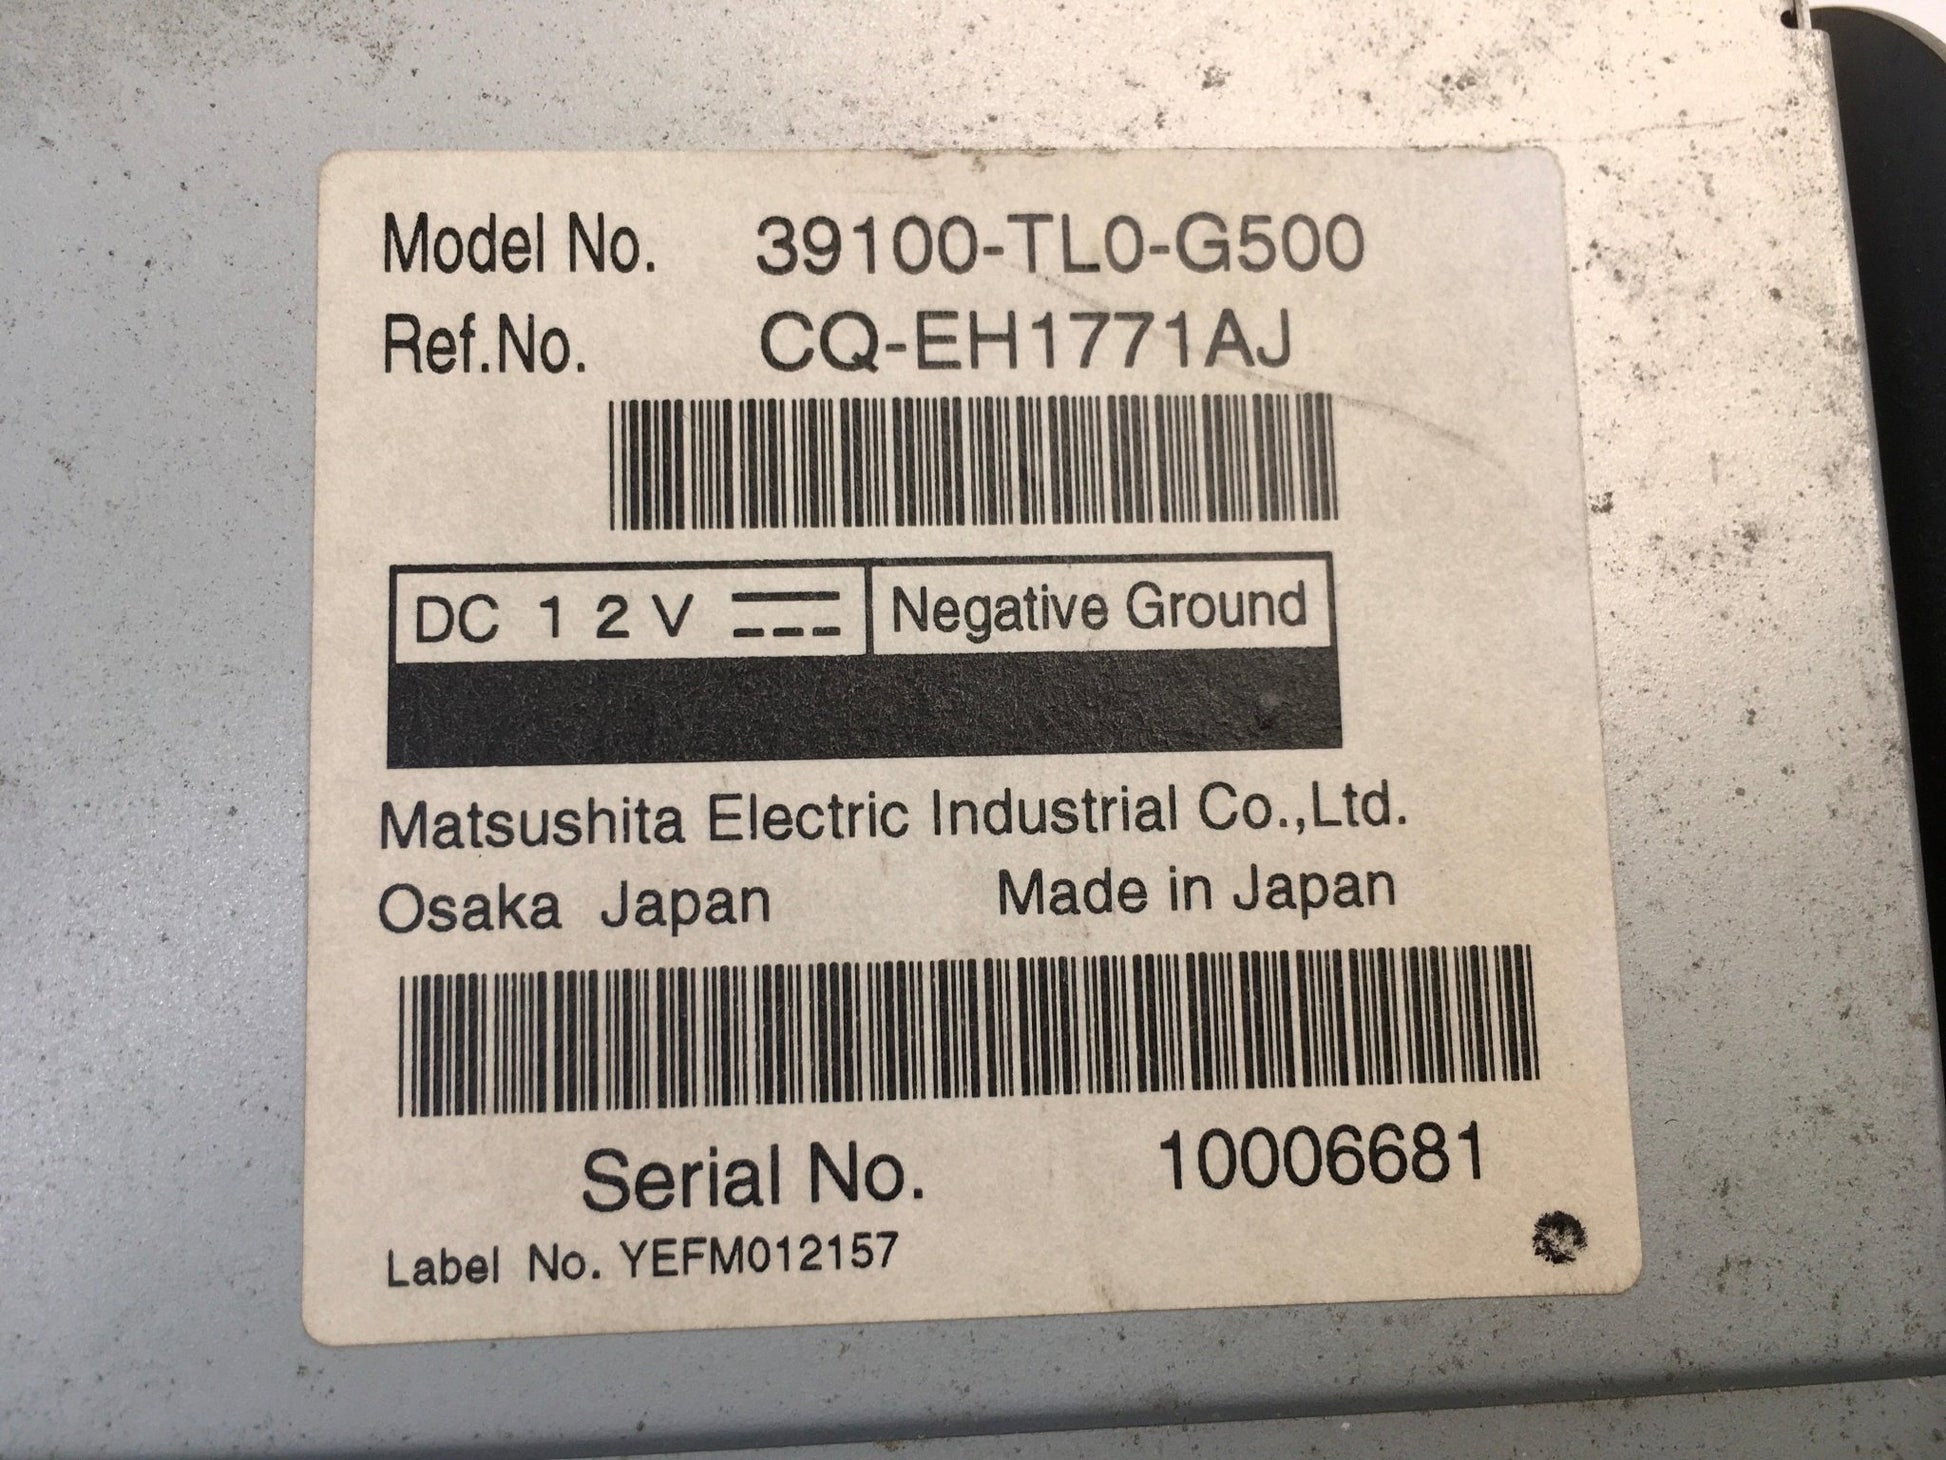 Model No. 39100-TL0-G500
Ref.No. CQ-EH1771AJ
DC 12V Negative Ground
Matsushita Electric Industrial Co.,Ltd.
Osaka Japan Made in Japan
Serial No. 10006681
Label No. YEFM012157